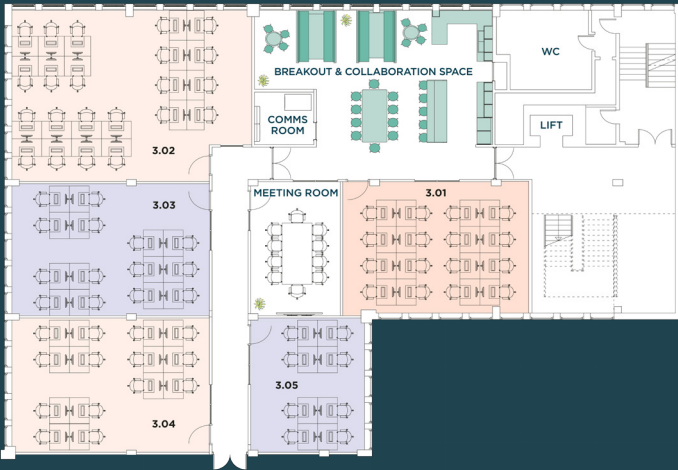 WC
BREAKOUT & COLLABORATION SPACE
COMMS
ROOM
LIFT
3.02
MEETING ROOM
3.01
3.03
3.05
3.04